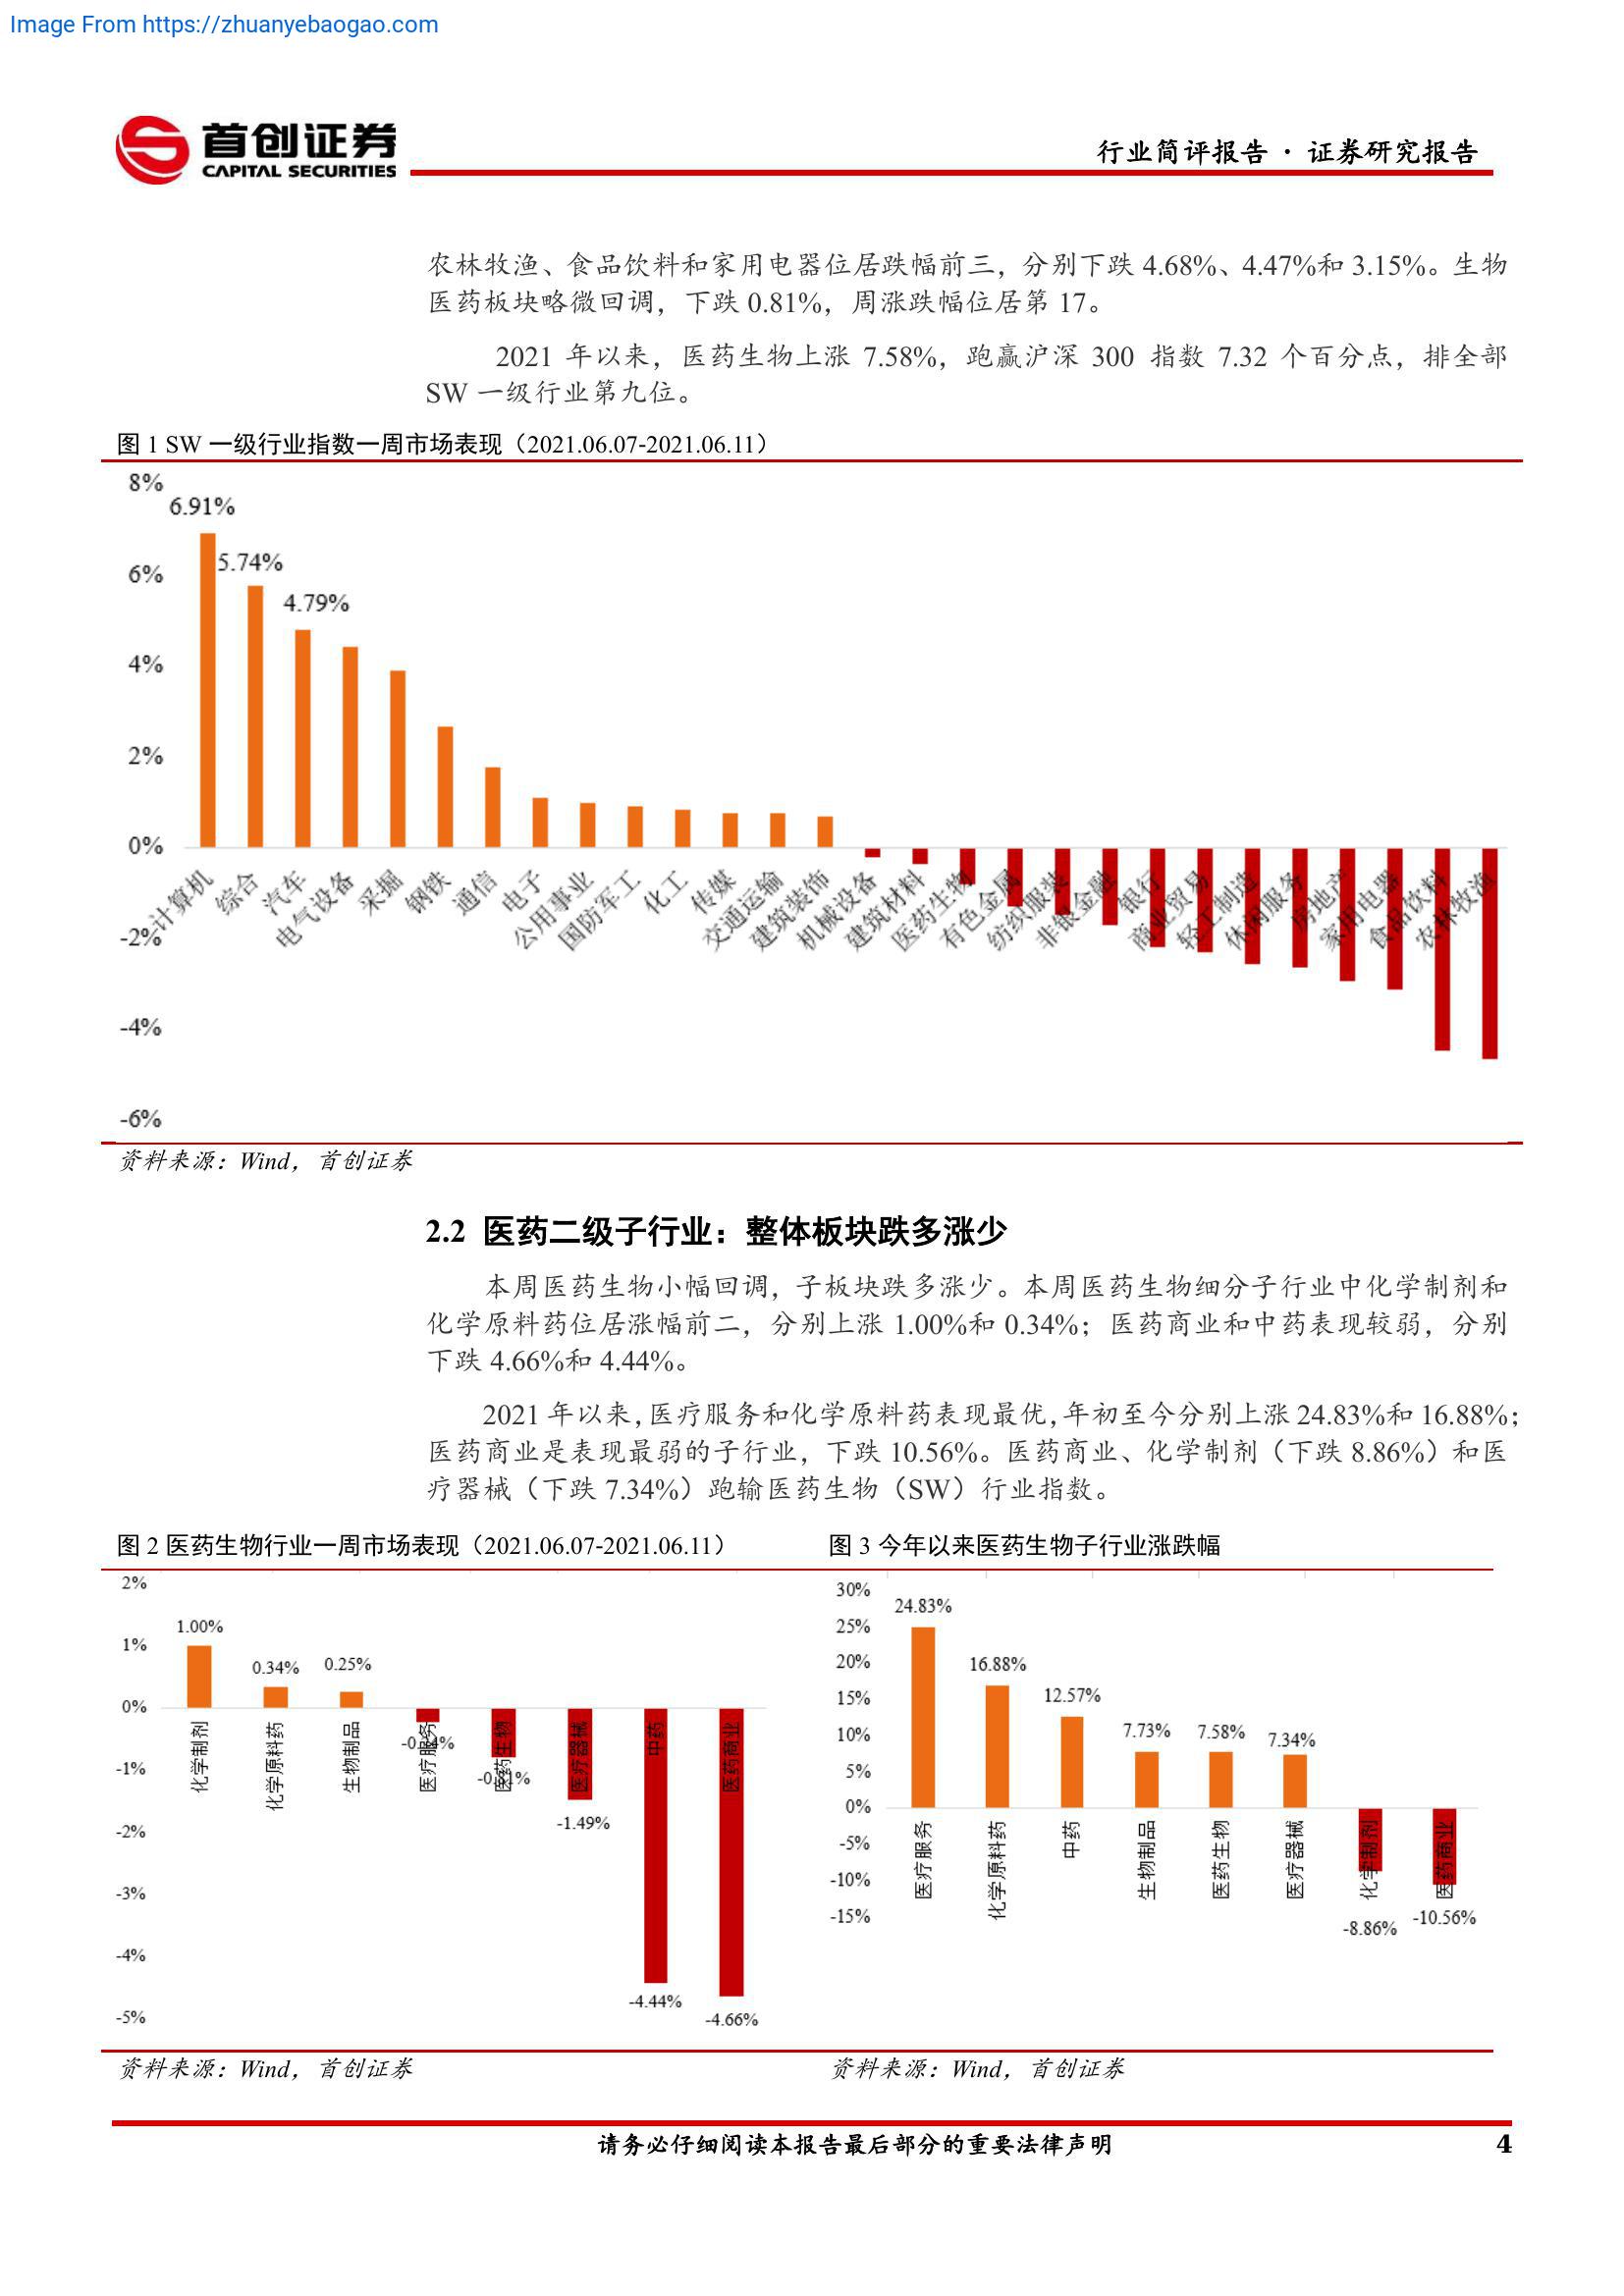 Image From https://zhuanyebaogao.com
首创证券
CAPITAL SECURITIES
行业简评报告 · 证券研究报告
农林牧渔、食品饮料和家用电器位居跌幅前三，分别下跌 4.68%、4.47%和 3.15%。生物
医药板块略微回调，下跌 0.81%，周涨跌幅位居第 17。
2021 年以来，医药生物上涨 7.58%，跑赢沪深 300 指数 7.32 个百分点，排全部
SW 一级行业第九位。
图 1 SW 一级行业指数一周市场表现（2021.06.07-2021.06.11）
8%
6%
4%
2%
0%
-2%
-4%
-6%
6.91%
5.74%
4.79%
计算机
综合
汽车
电气设备
采掘
钢铁
通信
电子
公用事业
国防军工
化工
传媒
交通运输
建筑装饰
机械设备
建筑材料
医药生物
有色金属
纺织服装
非银金融
银行
商业贸易
轻工制造
休闲服务
房地产
家用电器
食品饮料
农林牧渔
资料来源：Wind，首创证券
2.2 医药二级子行业：整体板块跌多涨少
本周医药生物小幅回调，子板块跌多涨少。本周医药生物细分子行业中化学制剂和
化学原料药位居涨幅前二，分别上涨 1.00%和 0.34%；医药商业和中药表现较弱，分别
下跌 4.66%和 4.44%。
2021 年以来，医疗服务和化学原料药表现最优，年初至今分别上涨 24.83%和 16.88%；
医药商业是表现最弱的子行业，下跌 10.56%。医药商业、化学制剂（下跌 8.86%）和医
疗器械（下跌 7.34%）跑输医药生物（SW）行业指数。
图 2 医药生物行业一周市场表现（2021.06.07-2021.06.11）
2%
1%
0%
-1%
-2%
-3%
-4%
-5%
1.00%
0.34%
0.25%
-0.81%
-1.49%
-4.44%
-4.66%
化学制剂
化学原料药
生物制品
医疗服务
医药生物
医疗器械
中药
医药商业
资料来源：Wind，首创证券
图 3 今年以来医药生物子行业涨跌幅
30%
25%
20%
15%
10%
5%
0%
-5%
-10%
-15%
24.83%
16.88%
12.57%
7.73%
7.58%
7.34%
-8.86%
-10.56%
医疗服务
化学原料药
中药
生物制品
医药生物
医疗器械
化学制剂
医药商业
资料来源：Wind，首创证券
请务必仔细阅读本报告最后部分的重要法律声明
4